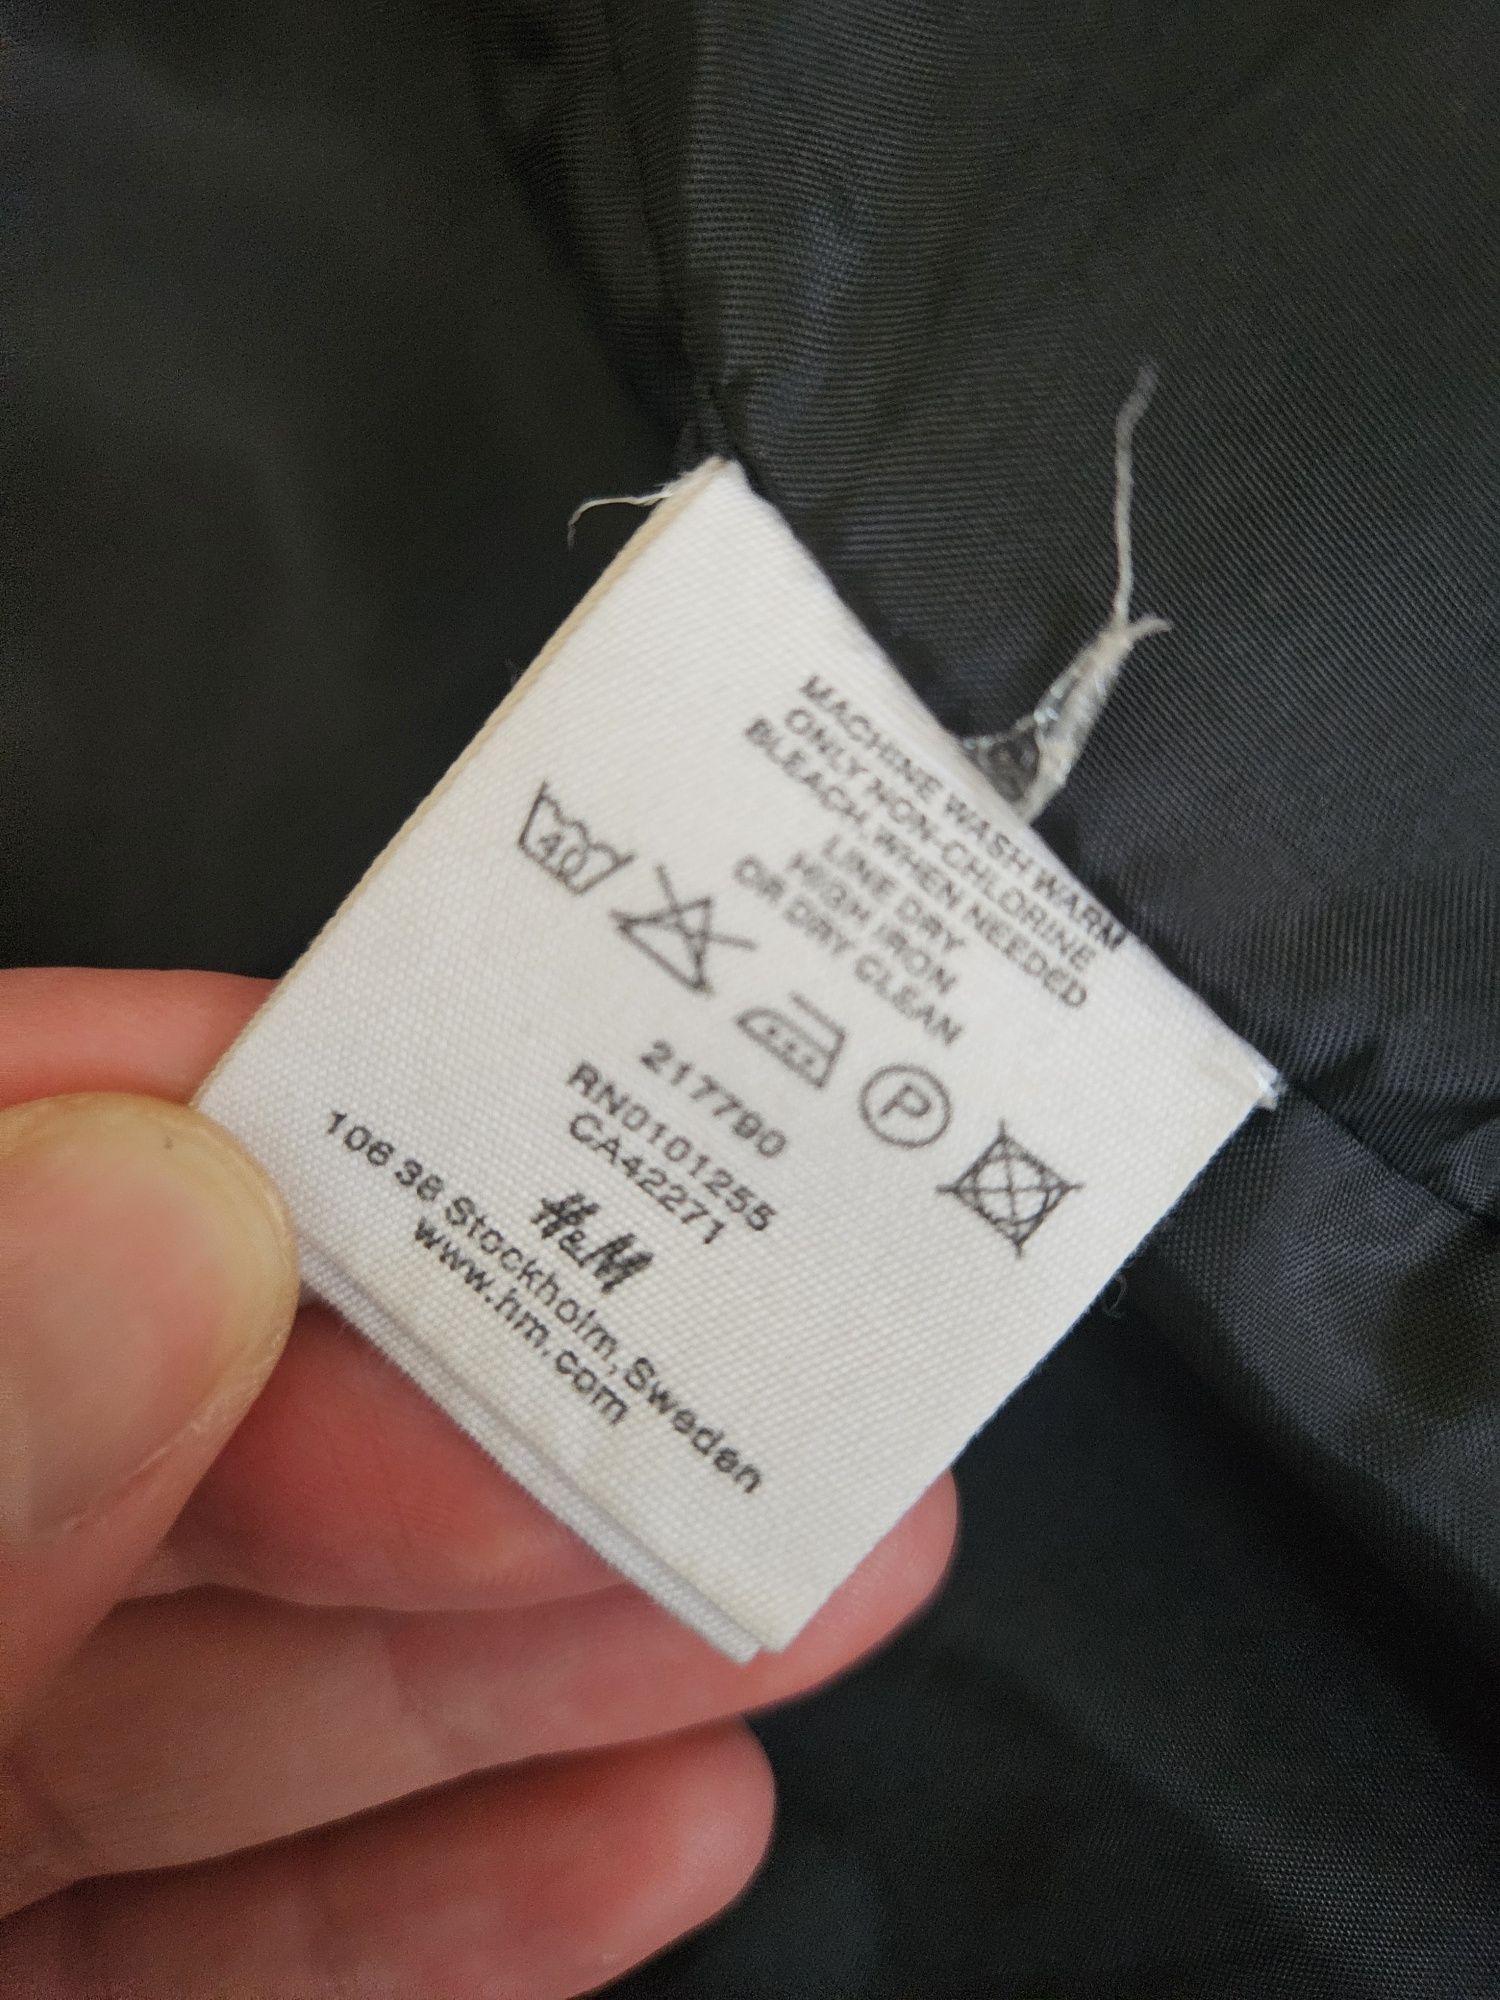 MACHINE WASH WARM
ONLY NON-CHLORINE
BLEACH, WHEN NEEDED
LINE DRY
HIGH IRON
OR DRY CLEAN
40
P
217790
RN0101255
CA42271
H&M
106 38 Stockholm, Sweden
www.hm.com